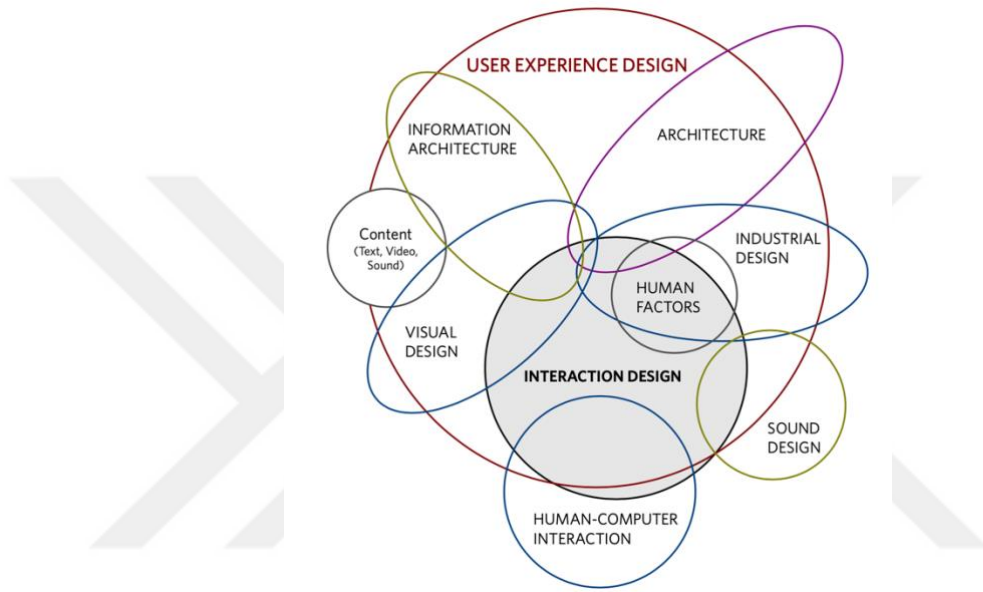 USER EXPERIENCE DESIGN
INFORMATION
ARCHITECTURE
ARCHITECTURE
Content
(Text, Video,
Sound)
INDUSTRIAL
DESIGN
HUMAN
FACTORS
VISUAL
DESIGN
INTERACTION DESIGN
SOUND
DESIGN
HUMAN-COMPUTER
INTERACTION